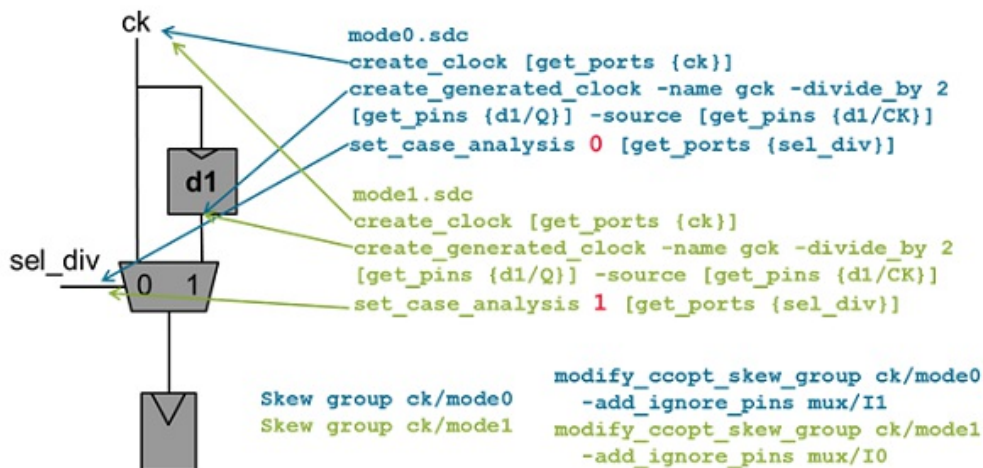 ck
mode0.sdc
create_clock [get_ports {ck}]
create_generated_clock -name gck -divide_by 2
[get_pins {d1/Q}] -source [get_pins {d1/CK}]
set_case_analysis 0 [get_ports {sel_div}]
d1
mode1.sdc
create_clock [get_ports {ck}]
create_generated_clock -name gck -divide_by 2
[get_pins {d1/Q}] -source [get_pins {d1/CK}]
set_case_analysis 1 [get_ports {sel_div}]
sel_div
0 1
Skew group ck/mode0
Skew group ck/mode1
modify_ccopt_skew_group ck/mode0
-add_ignore_pins mux/I1
modify_ccopt_skew_group ck/mode1
-add_ignore_pins mux/I0